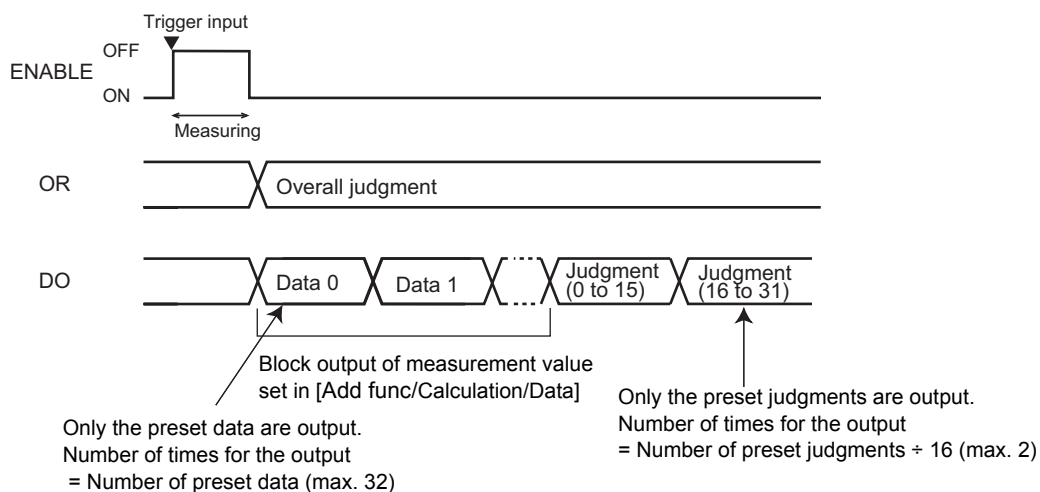 Trigger input
OFF
ENABLE
ON
Measuring
OR
Overall judgment
DO
Data 0
Data 1
Judgment
(0 to 15)
Judgment
(16 to 31)
Block output of measurement value
set in [Add func/Calculation/Data]
Only the preset data are output.
Number of times for the output
= Number of preset data (max. 32)
Only the preset judgments are output.
Number of times for the output
= Number of preset judgments ÷ 16 (max. 2)